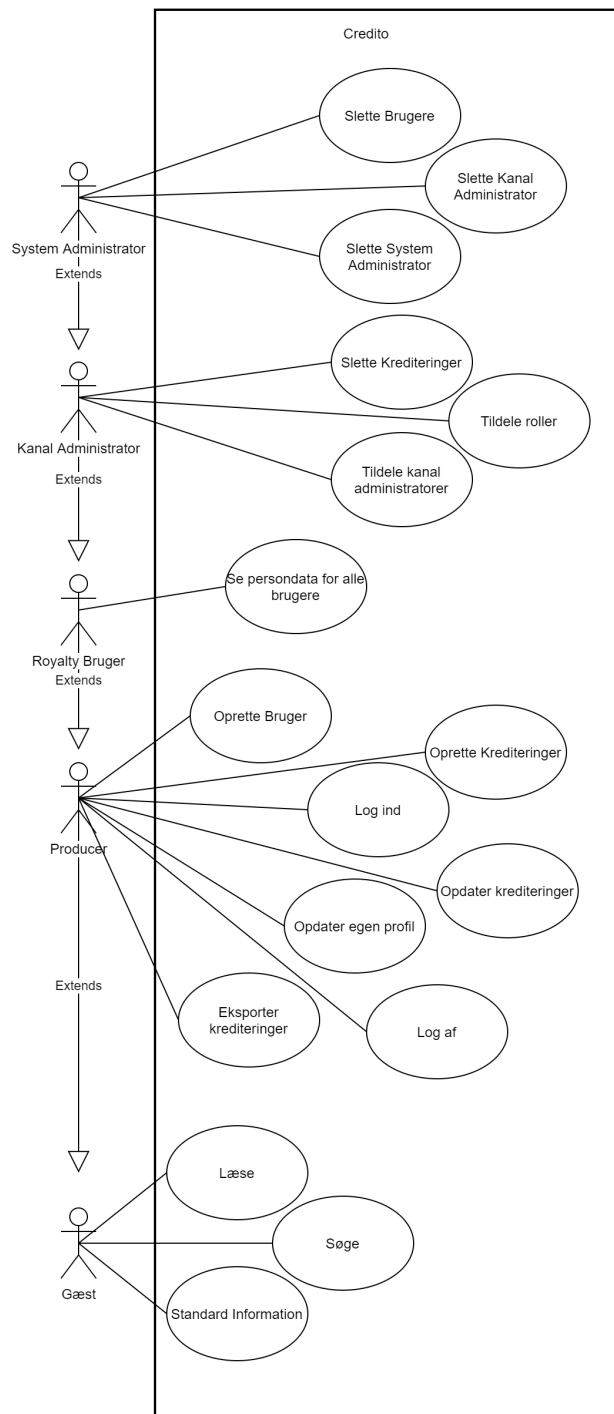 Credito
Slette Brugere
Slette Kanal
Administrator
System Administrator
Slette System
Administrator
Extends
Slette Krediteringer
Tildele roller
Kanal Administrator
Tildele kanal
administratorer
Extends
Se persondata for alle
brugere
Royalty Bruger
Extends
Oprette Bruger
Oprette Krediteringer
Log ind
Producer
Opdater krediteringer
Opdater egen profil
Extends
Eksporter
krediteringer
Log af
Læse
Søge
Gæst
Standard Information